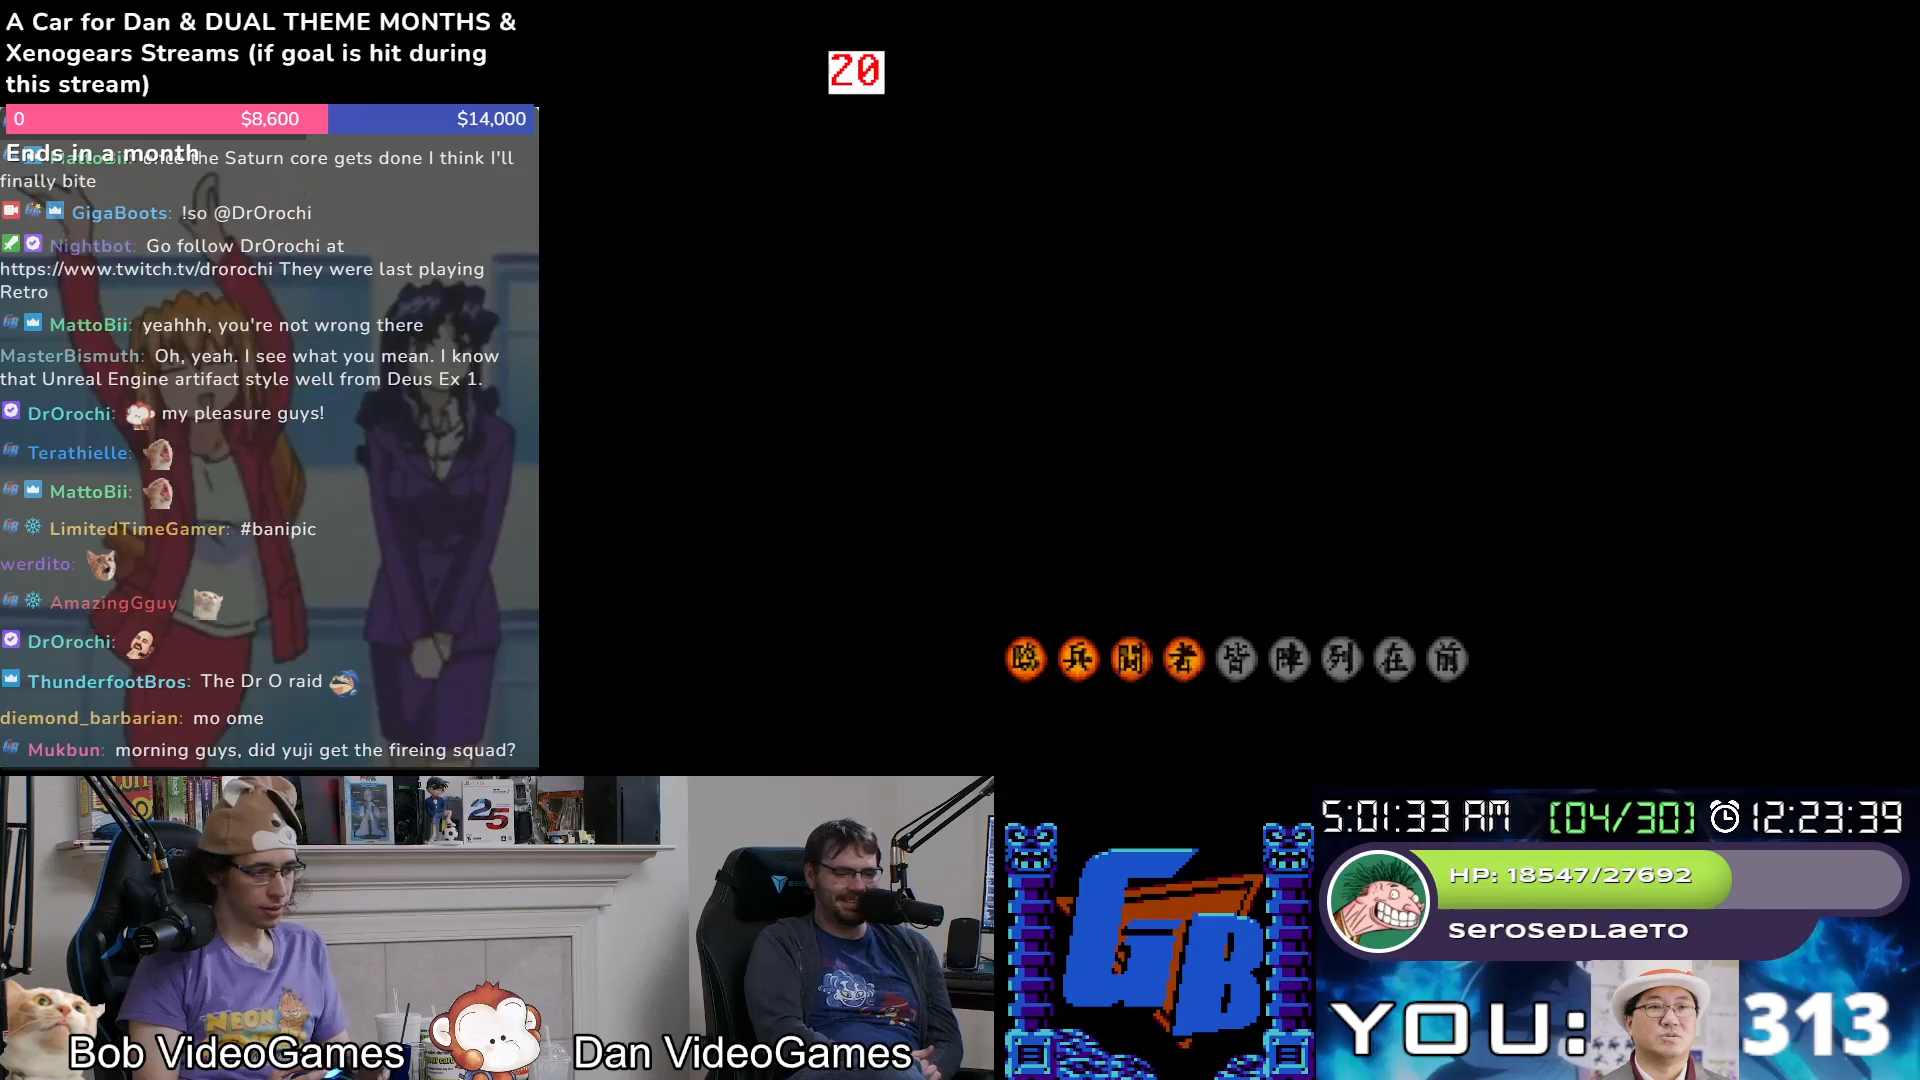 A Car for Dan & DUAL THEME MONTHS &
Xenogears Streams (if goal is hit during
this stream)
0 $8,600 $14,000
Ends in a month
MattoBii: once the Saturn core gets done I think I'll
finally bite
GigaBoots: !so @DrOrochi
Nightbot: Go follow DrOrochi at
https://www.twitch.tv/drorochi They were last playing
Retro
MattoBii: yeahhh, you're not wrong there
MasterBismuth: Oh, yeah. I see what you mean. I know
that Unreal Engine artifact style well from Deus Ex 1.
DrOrochi: my pleasure guys!
Terathielle:
MattoBii:
LimitedTimeGamer: #banipic
werdito:
AmazingGguy
DrOrochi:
ThunderfootBros: The Dr O raid
diemond_barbarian: mo ome
Mukbun: morning guys, did yuji get the fireing squad?
20
臨兵闘者皆陣列在前
25
NEON
Bob VideoGames
Dan VideoGames
GB
5:01:33 AM [04/30] 12:23:39
HP: 18547/27692
SeroSedLaeto
YOU: 313